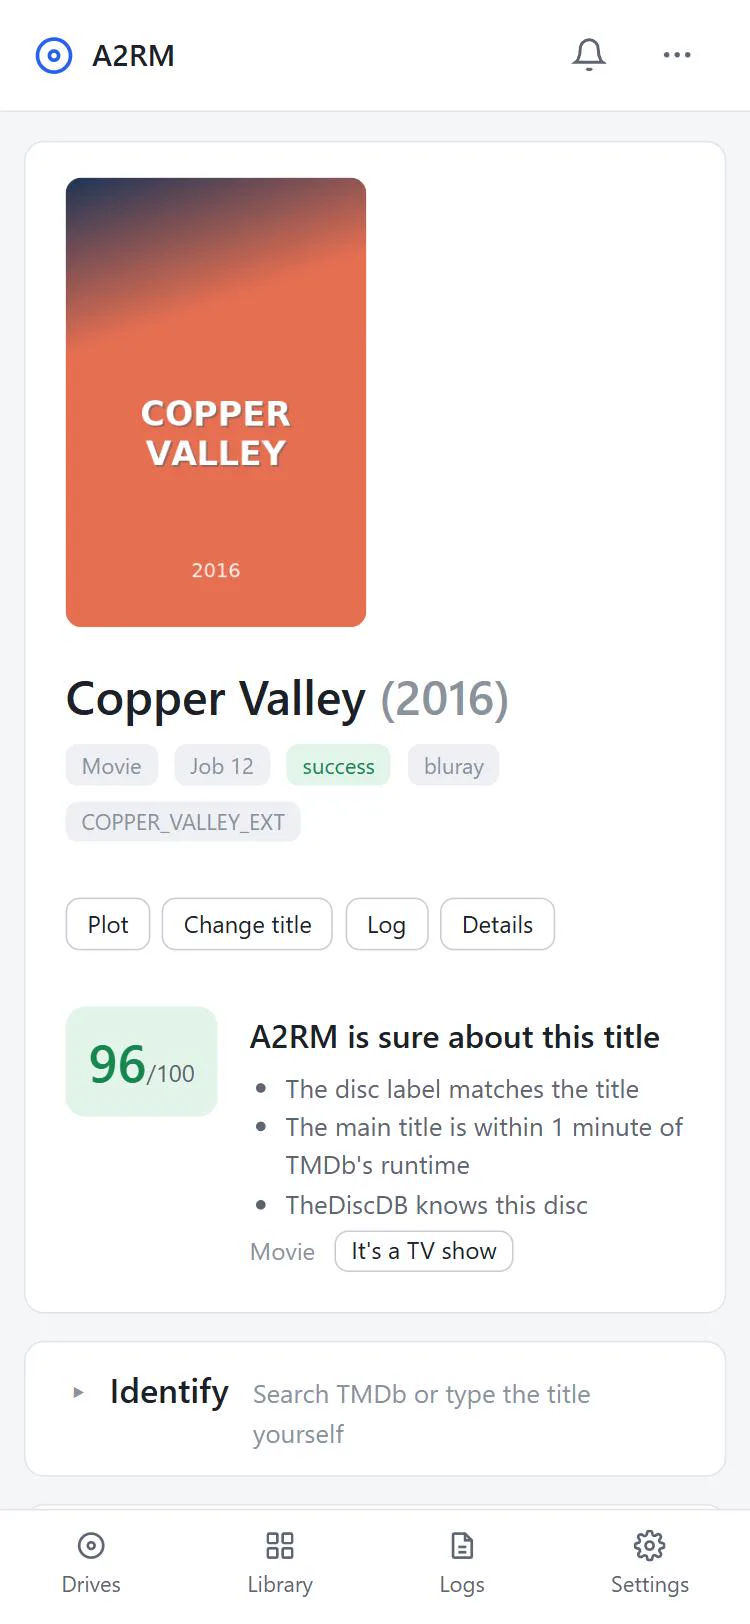 A2RM
COPPER
VALLEY
2016
Copper Valley (2016)
Movie Job 12 success bluray
COPPER_VALLEY_EXT
Plot Change title Log Details
96/100
A2RM is sure about this title
The disc label matches the title
The main title is within 1 minute of
TMDb's runtime
TheDiscDB knows this disc
Movie It's a TV show
Identify Search TMDb or type the title
yourself
Drives Library Logs Settings